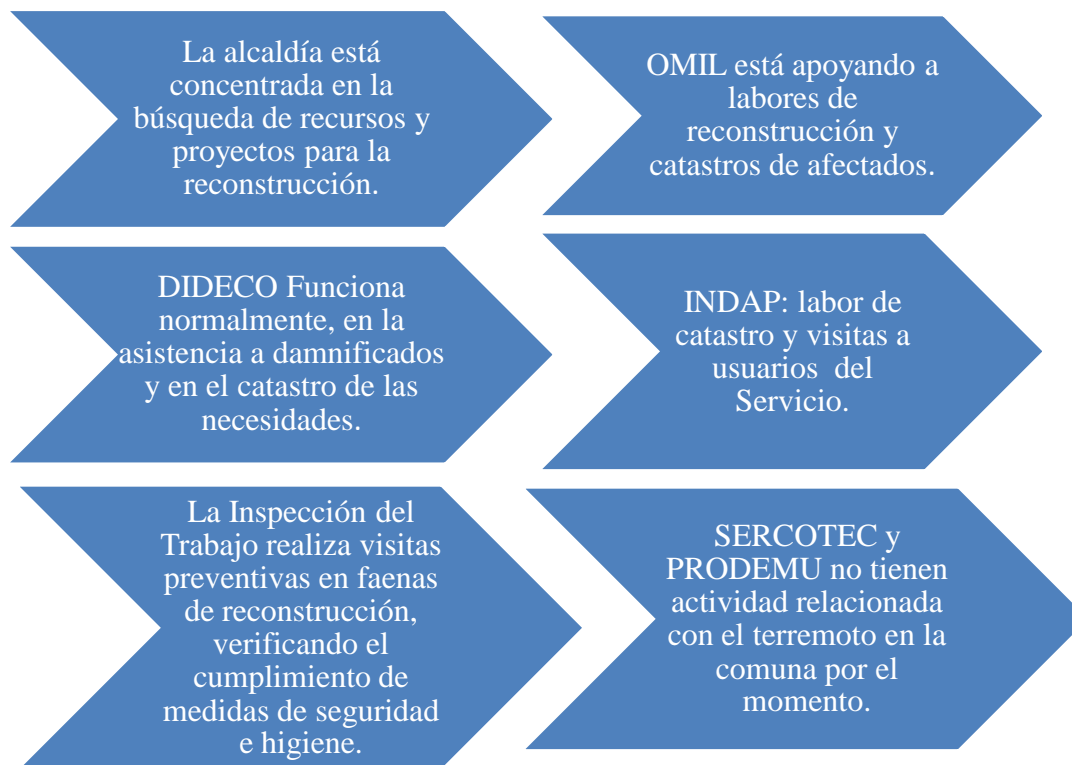 La alcaldía está
concentrada en la
búsqueda de recursos y
proyectos para la
reconstrucción.
OMIL está apoyando a
labores de
reconstrucción y
catastros de afectados.
DIDECO Funciona
normalmente, en la
asistencia a damnificados
y en el catastro de las
necesidades.
INDAP: labor de
catastro y visitas a
usuarios del
Servicio.
La Inspección del
Trabajo realiza visitas
preventivas en faenas
de reconstrucción,
verificando el
cumplimiento de
medidas de seguridad
e higiene.
SERCOTEC y
PRODEMU no tienen
actividad relacionada
con el terremoto en la
comuna por el
momento.